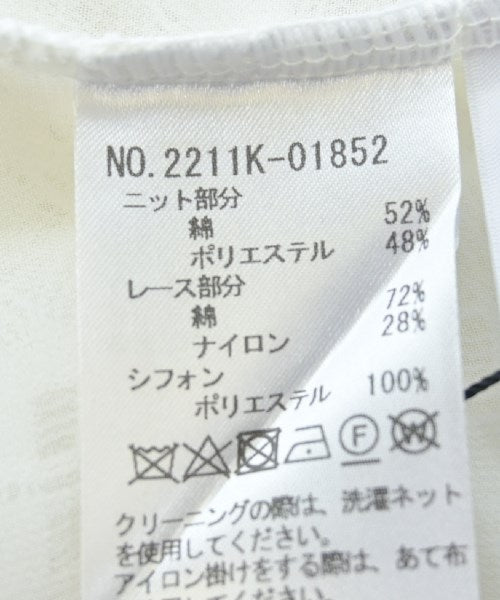 NO.2211K-01852
ニット部分
綿 52%
ポリエステル 48%
レース部分
綿 72%
ナイロン 28%
シフォン
ポリエステル 100%
クリーニングの際は、洗濯ネット
を使用してください。
アイロン掛けをする際は、あて布